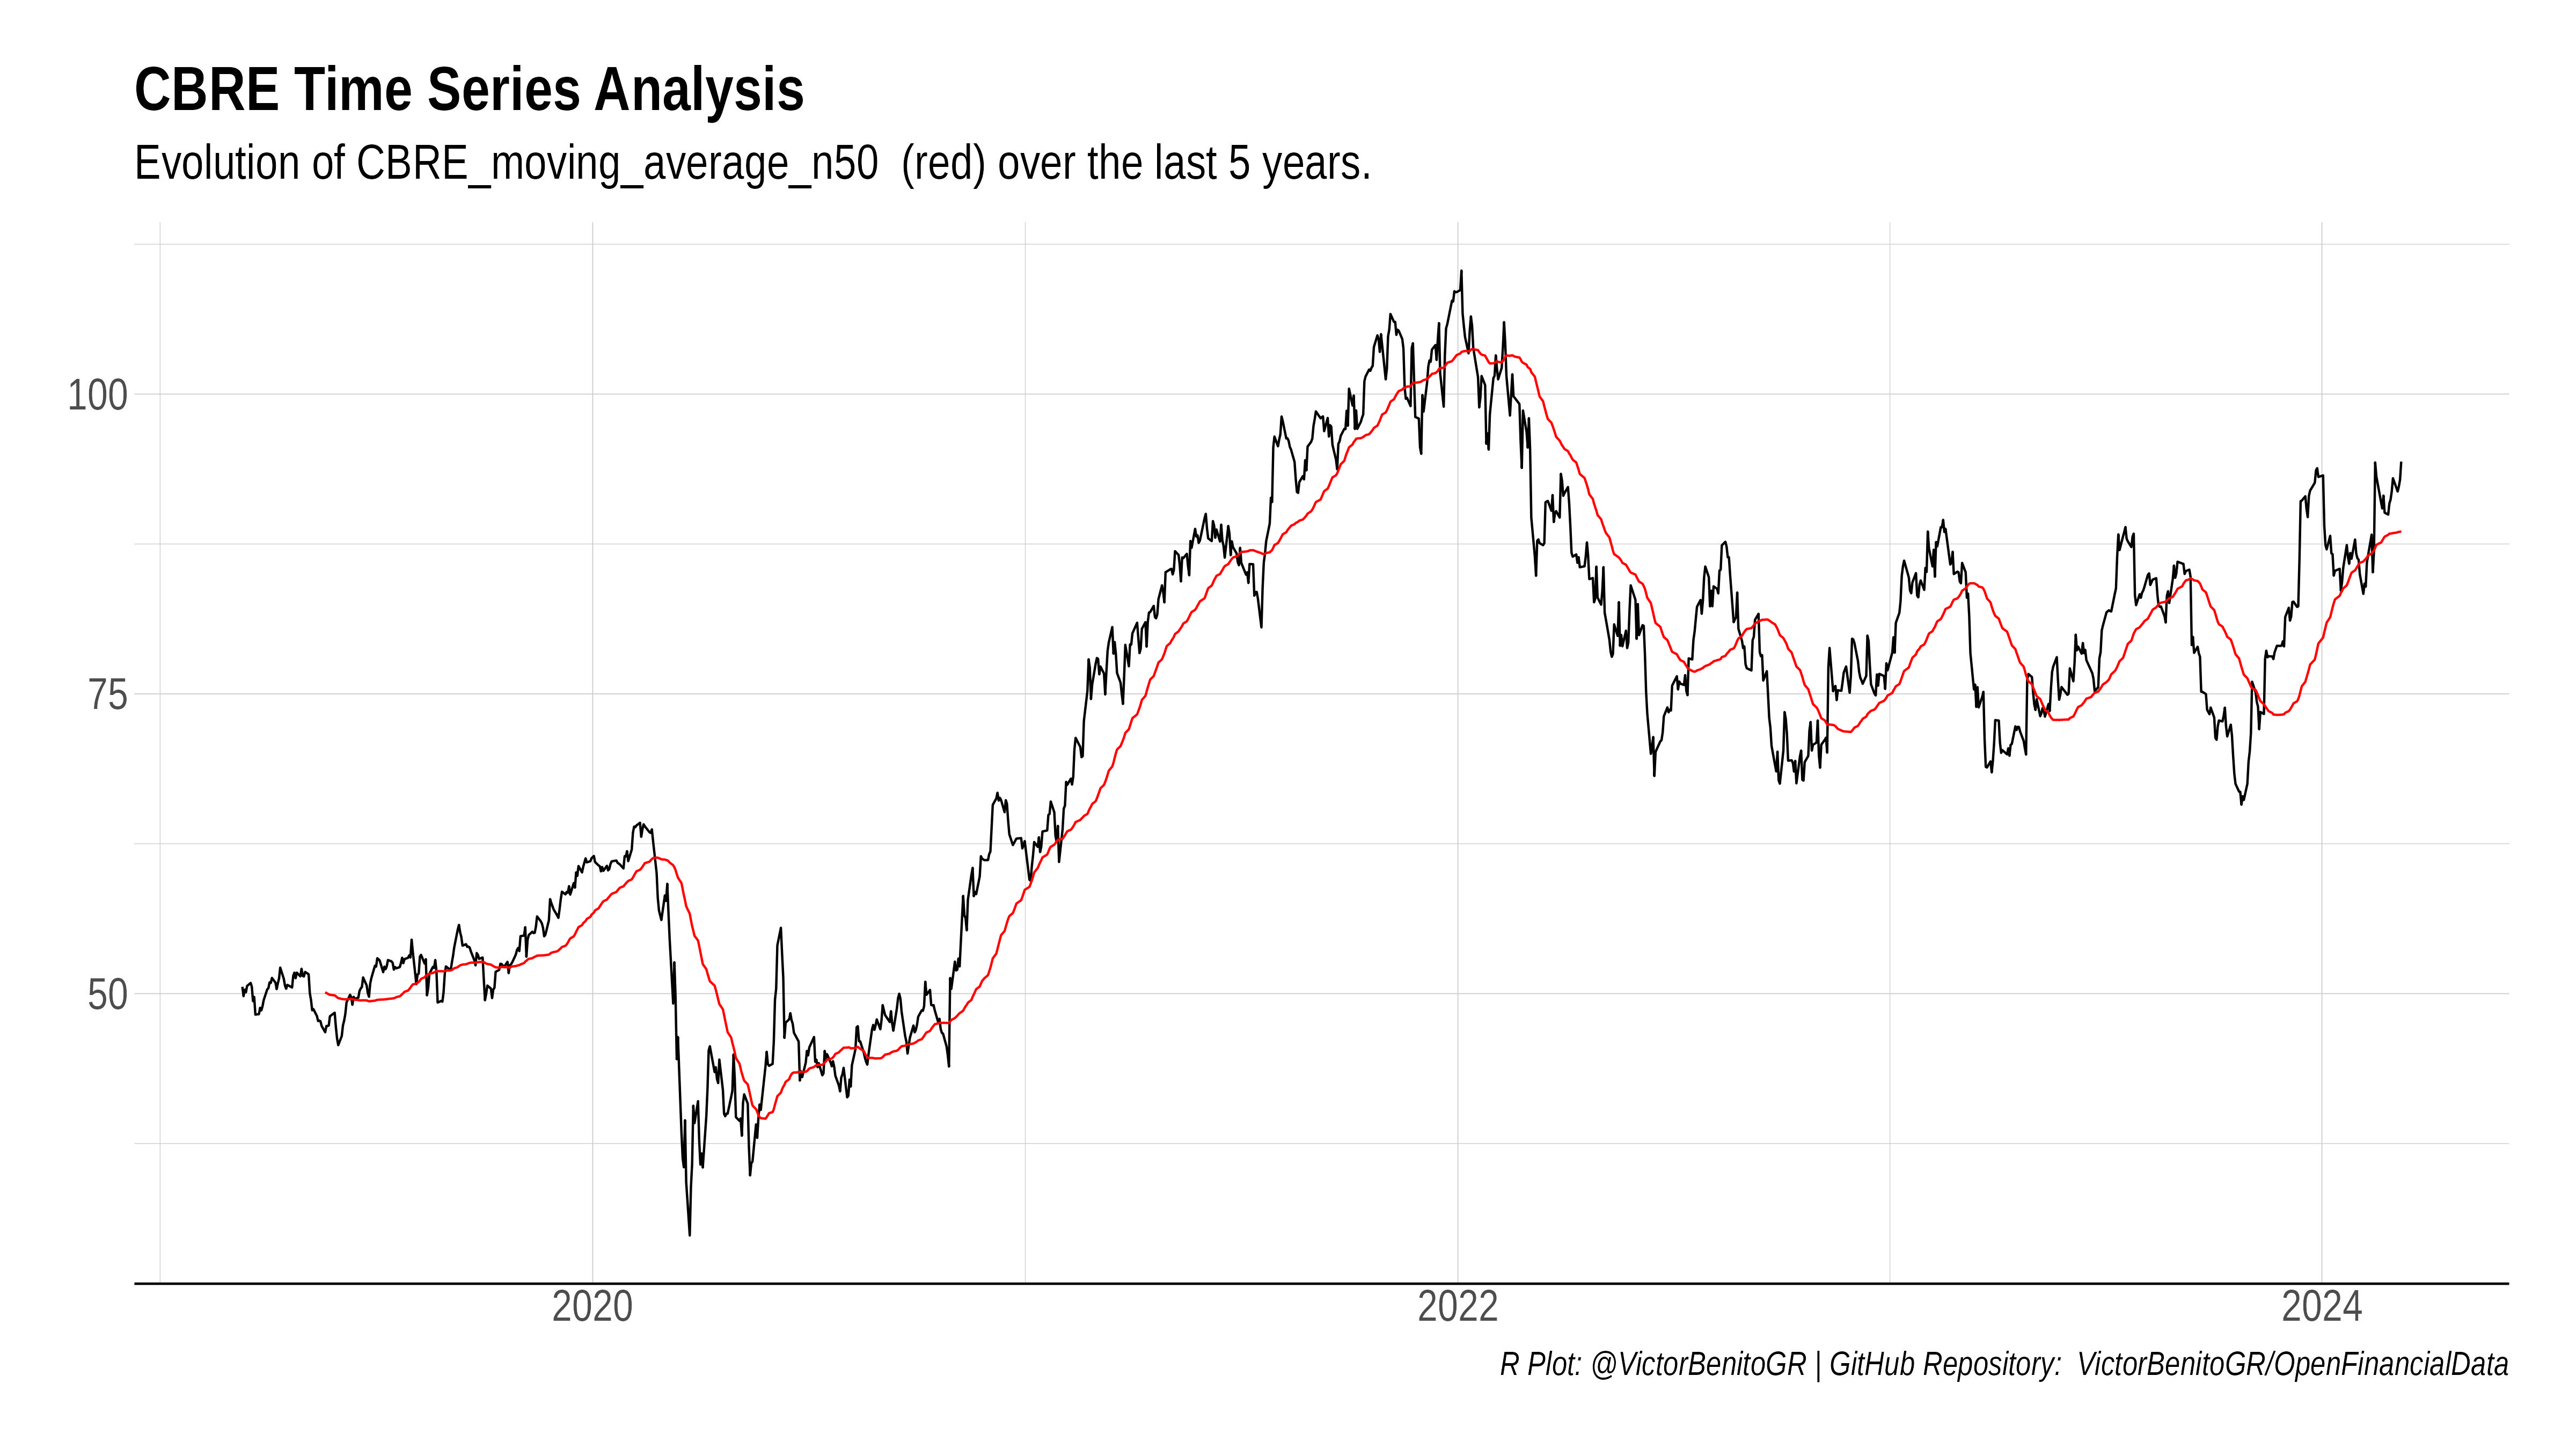 CBRE Time Series Analysis
Evolution of CBRE_moving_average_n50  (red) over the last 5 years.
100
75
50
2020 2022 2024
R Plot: @VictorBenitoGR | GitHub Repository:  VictorBenitoGR/OpenFinancialData